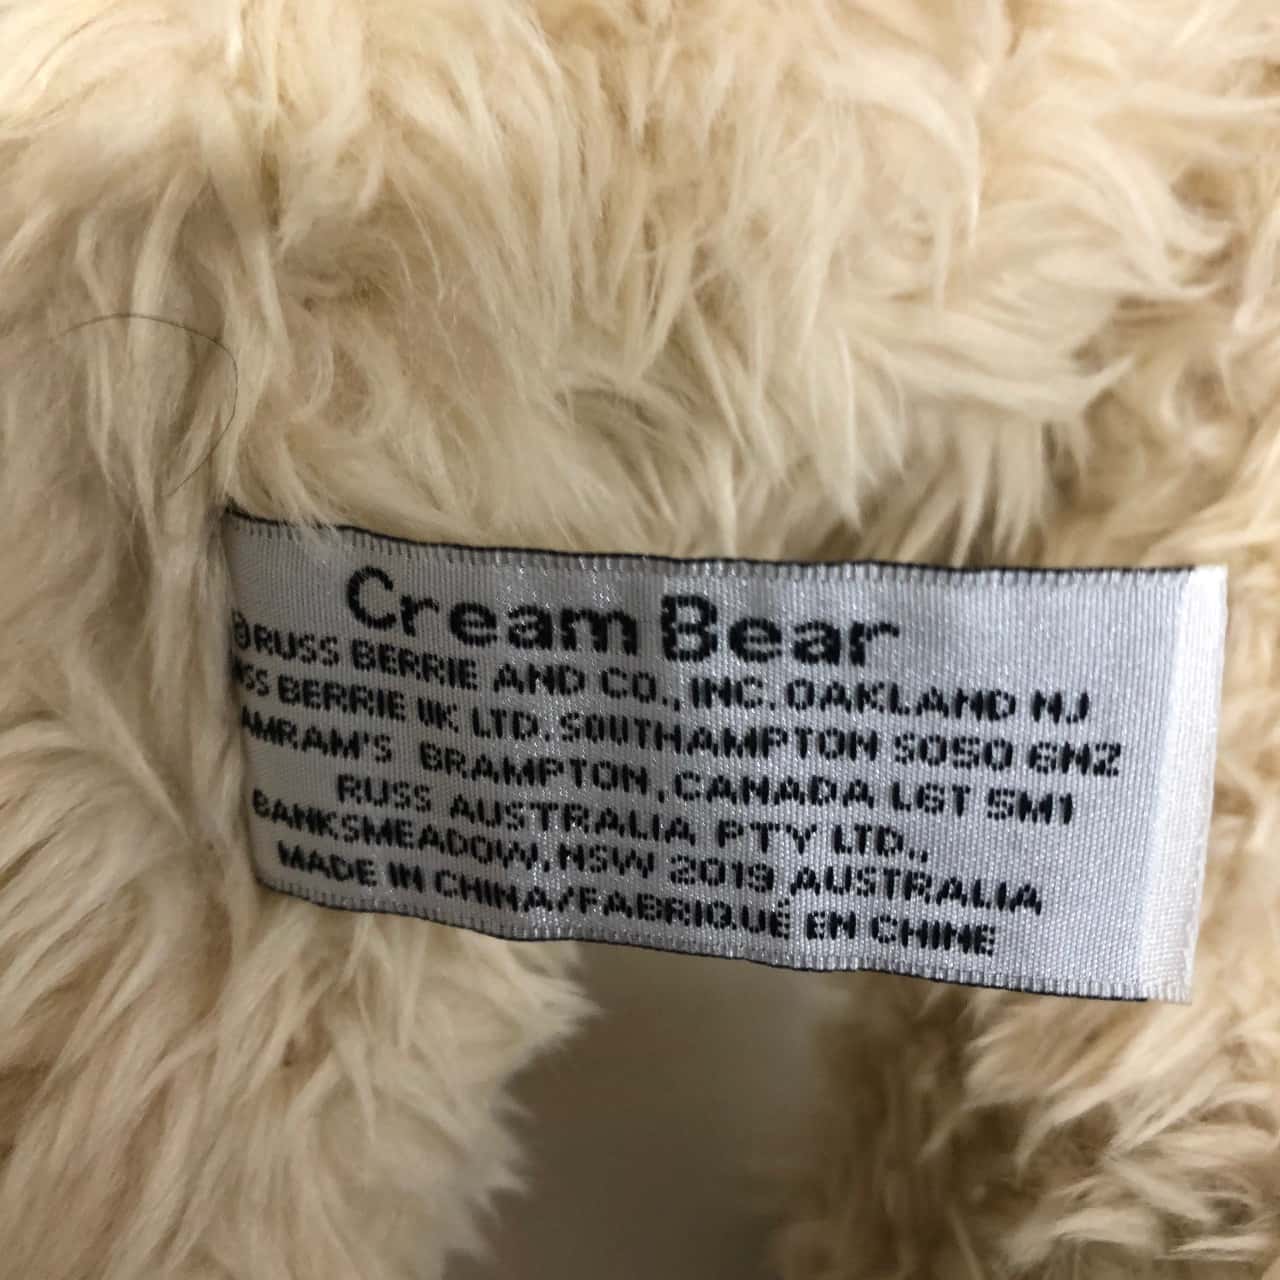 Cream Bear
© RUSS BERRIE AND CO., INC. OAKLAND NJ
BERRIE UK LTD. SOUTHAMPTON SO50 6HZ
AMRAM'S BRAMPTON, CANADA L6T 5M1
RUSS AUSTRALIA PTY LTD.,
BANKSMEADOW, NSW 2019 AUSTRALIA
MADE IN CHINA/FABRIQUÉ EN CHINE